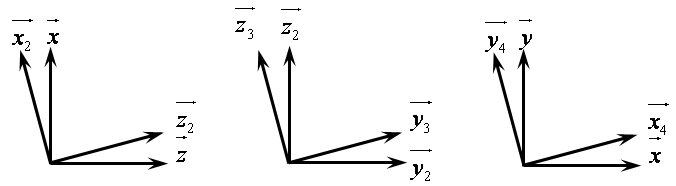 x₂ x
z₂
z
z₃ z₂
y₃
y₂
y₄ y
x₄
x